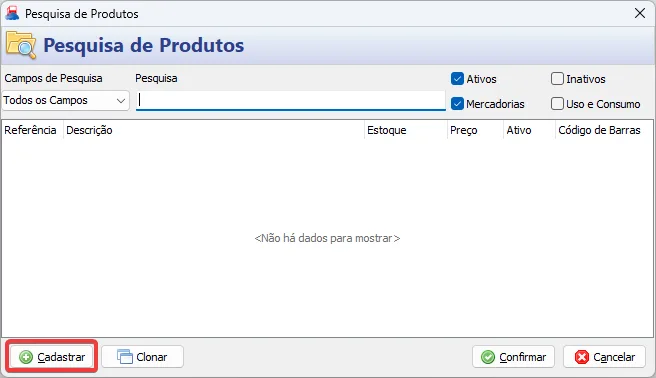 Pesquisa de Produtos
Pesquisa de Produtos
Campos de Pesquisa Pesquisa Ativos Inativos
Todos os Campos Mercadorias Uso e Consumo
Referência Descrição Estoque Preço Ativo Código de Barras
<Não há dados para mostrar>
Cadastrar Clonar Confirmar Cancelar